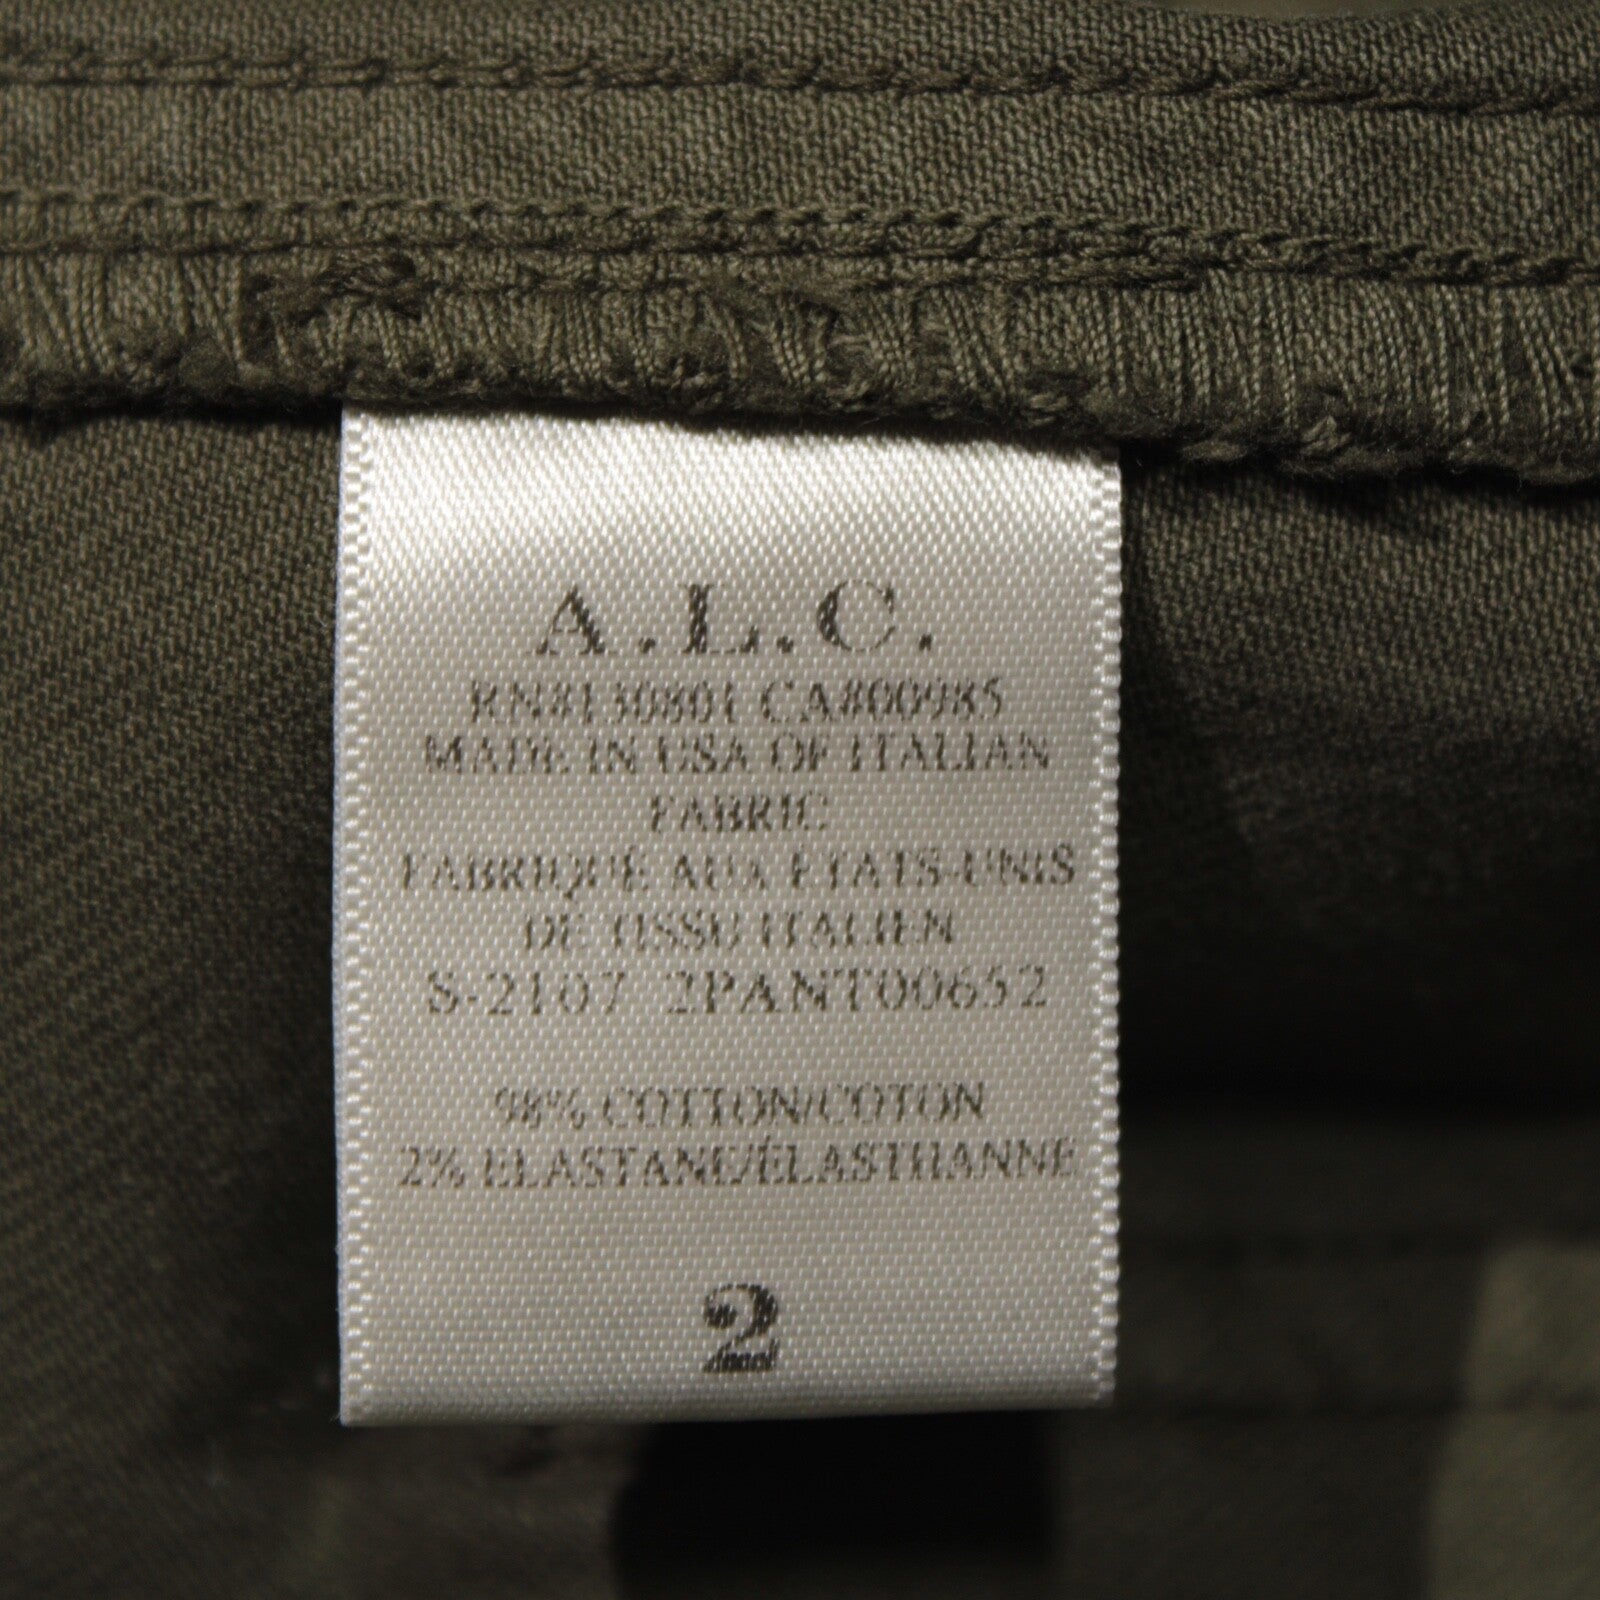 A.L.C.
RN#130801 CA#00985
MADE IN USA OF ITALIAN
FABRIC
FABRIQUÉ AUX ÉTATS-UNIS
DE TISSU ITALIEN
S-2107 2PANT00652
98% COTTON/COTON
2% ELASTANE/ÉLASTHANNE
2